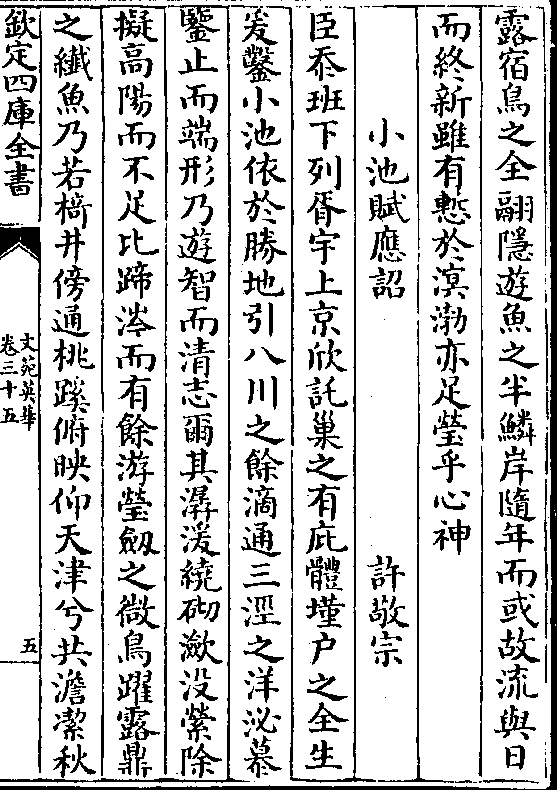 露宿鳥之全翮隱遊魚之半鱗岸隨年而或故流與日
而終新雖有慙於溟渤亦足瑩乎心神
小池賦應詔 許敬宗
臣忝班下列胥宇上京欣託巢之有庇體墐户之全生
爰鑿小池依於勝地引八川之餘滴通三涇之洋泌慕
鑒止而端形乃遊智而清志爾其潺湲繞砌瀲没縈除
擬高陽而不足比蹄涔而有餘游瑩劔之微鳥躍露鼎
之纖魚乃若㮛井傍通桃蹊俯映仰天津兮共澹潔秋
欽定四庫全書
文苑英華
卷三十五
五